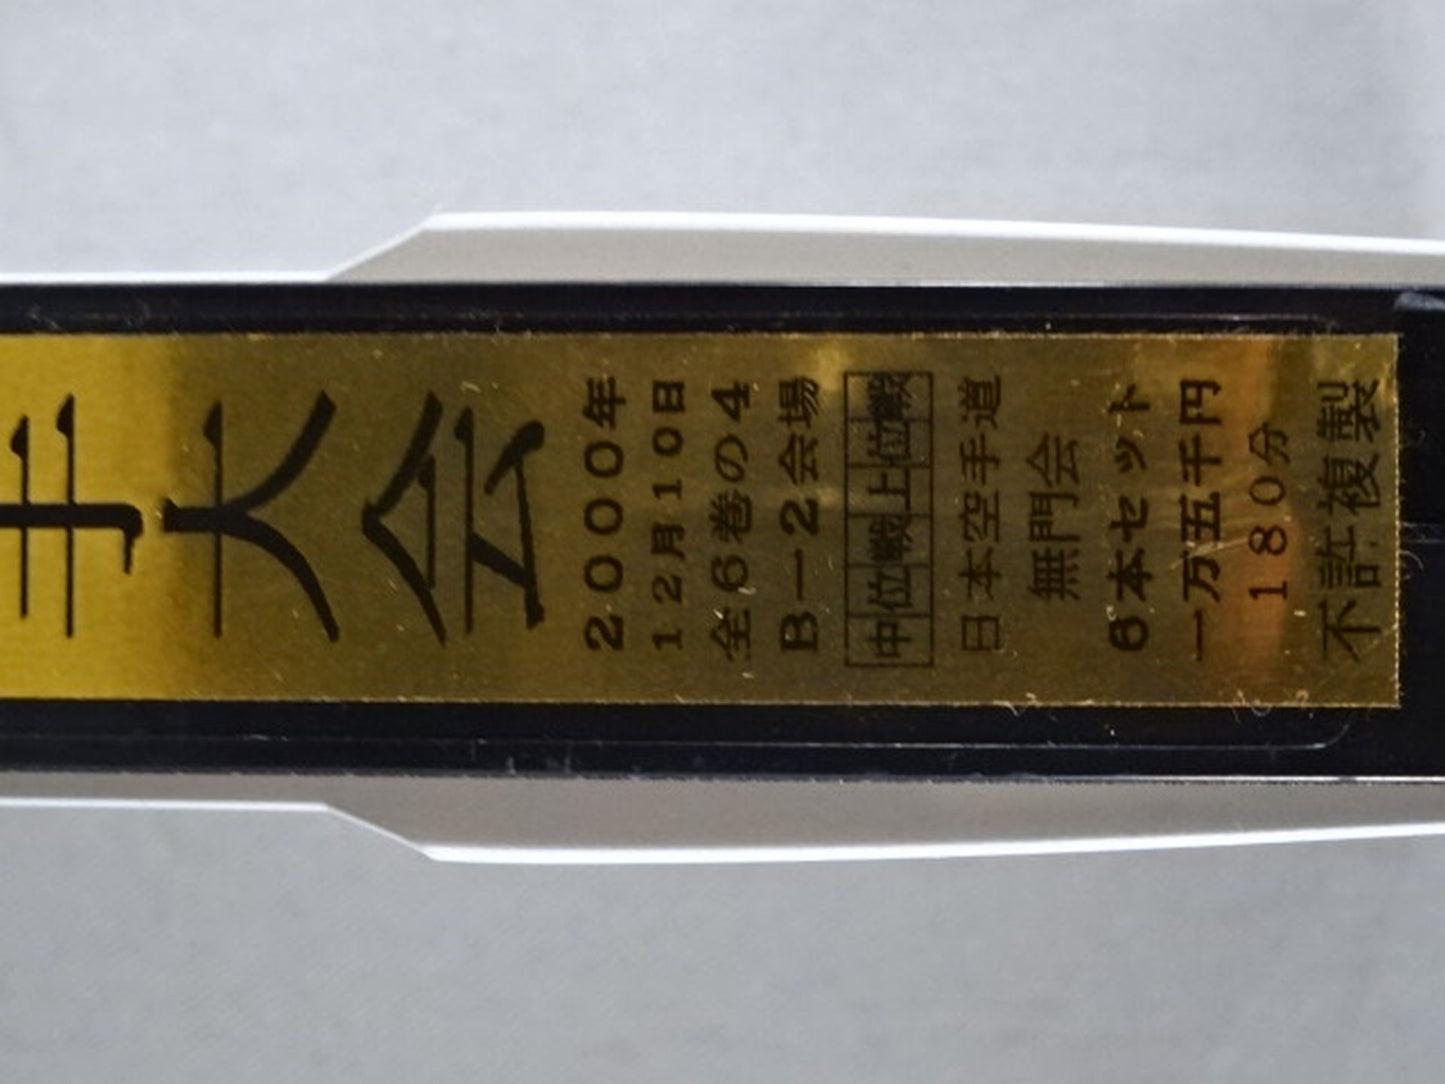 手大会
2000年
12月10日
全6巻の4
B－2会場
中位戦上位戦
日本空手道
無門会
6本セット
一万五千円
180分
不許複製